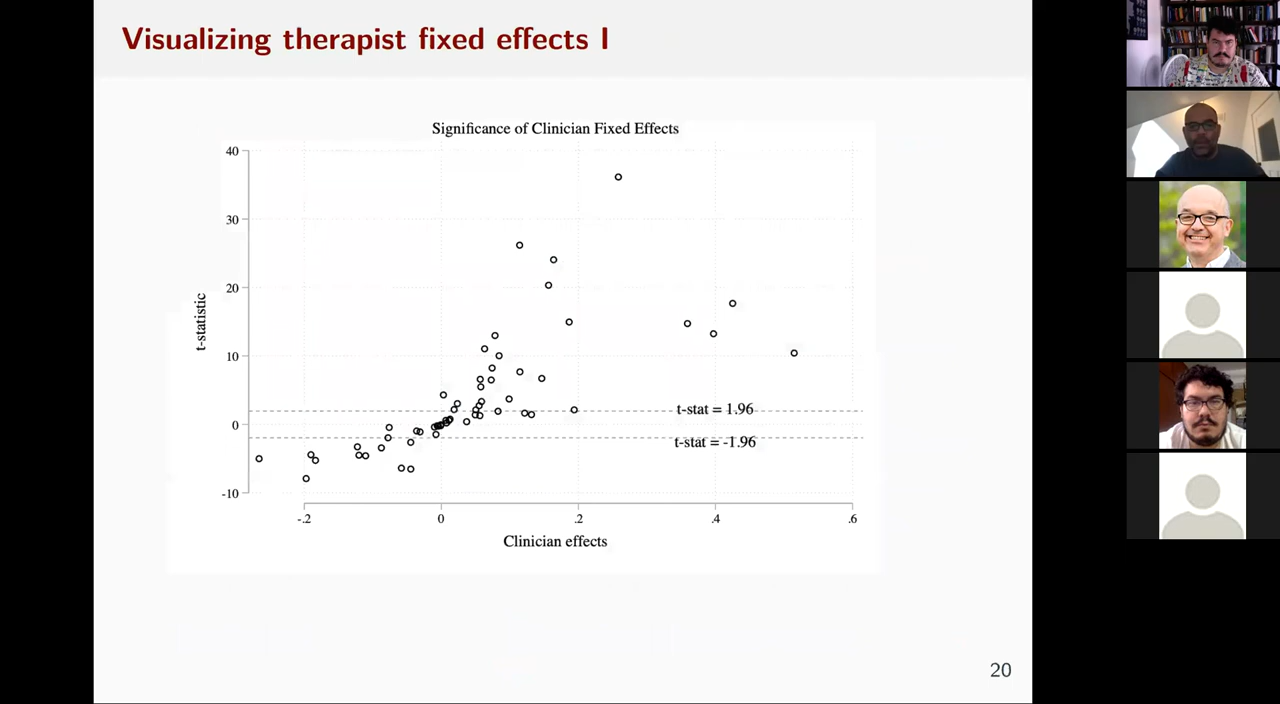 Visualizing therapist fixed effects I
Significance of Clinician Fixed Effects
40
30
20
10
0
-10
t-statistic
t-stat = 1.96
t-stat = -1.96
-.2
0
.2
.4
.6
Clinician effects
20